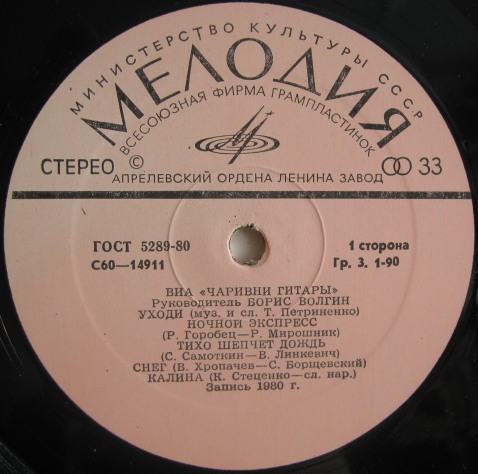 МИНИСТЕРСТВО КУЛЬТУРЫ СССР
МЕЛОДИЯ
ВСЕСОЮЗНАЯ ФИРМА ГРАМПЛАСТИНОК
СТЕРЕО © 33
АПРЕЛЕВСКИЙ ОРДЕНА ЛЕНИНА ЗАВОД
ГОСТ 5289-80
1 сторона
С60—14911
Гр. 3. 1-90
ВИА «ЧАРИВНИ ГИТАРЫ»
Руководитель БОРИС ВОЛГИН
УХОДИ (муз. и сл. Т. Петриненко)
НОЧНОЙ ЭКСПРЕСС
(Р. Горобец—Р. Мирошник)
ТИХО ШЕПЧЕТ ДОЖДЬ
(С. Самоткин—В. Линкевич)
СНЕГ (В. Хропачев—С. Борщевский)
КАЛИНА (К. Стеценко—сл. нар.)
Запись 1980 г.